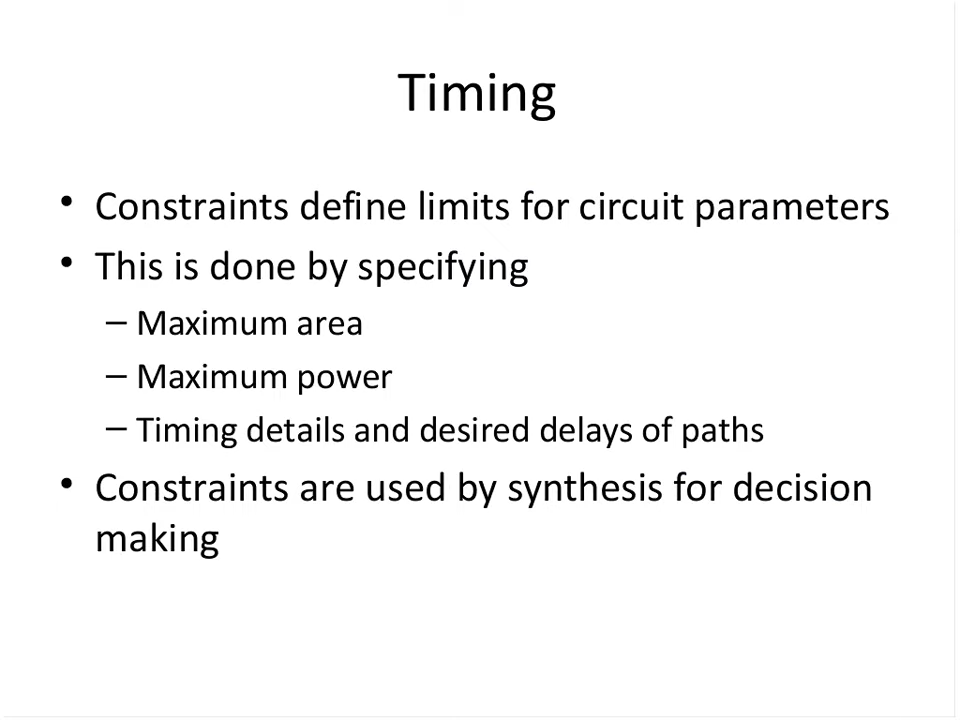 Timing
• Constraints define limits for circuit parameters
• This is done by specifying
– Maximum area
– Maximum power
– Timing details and desired delays of paths
• Constraints are used by synthesis for decision
making